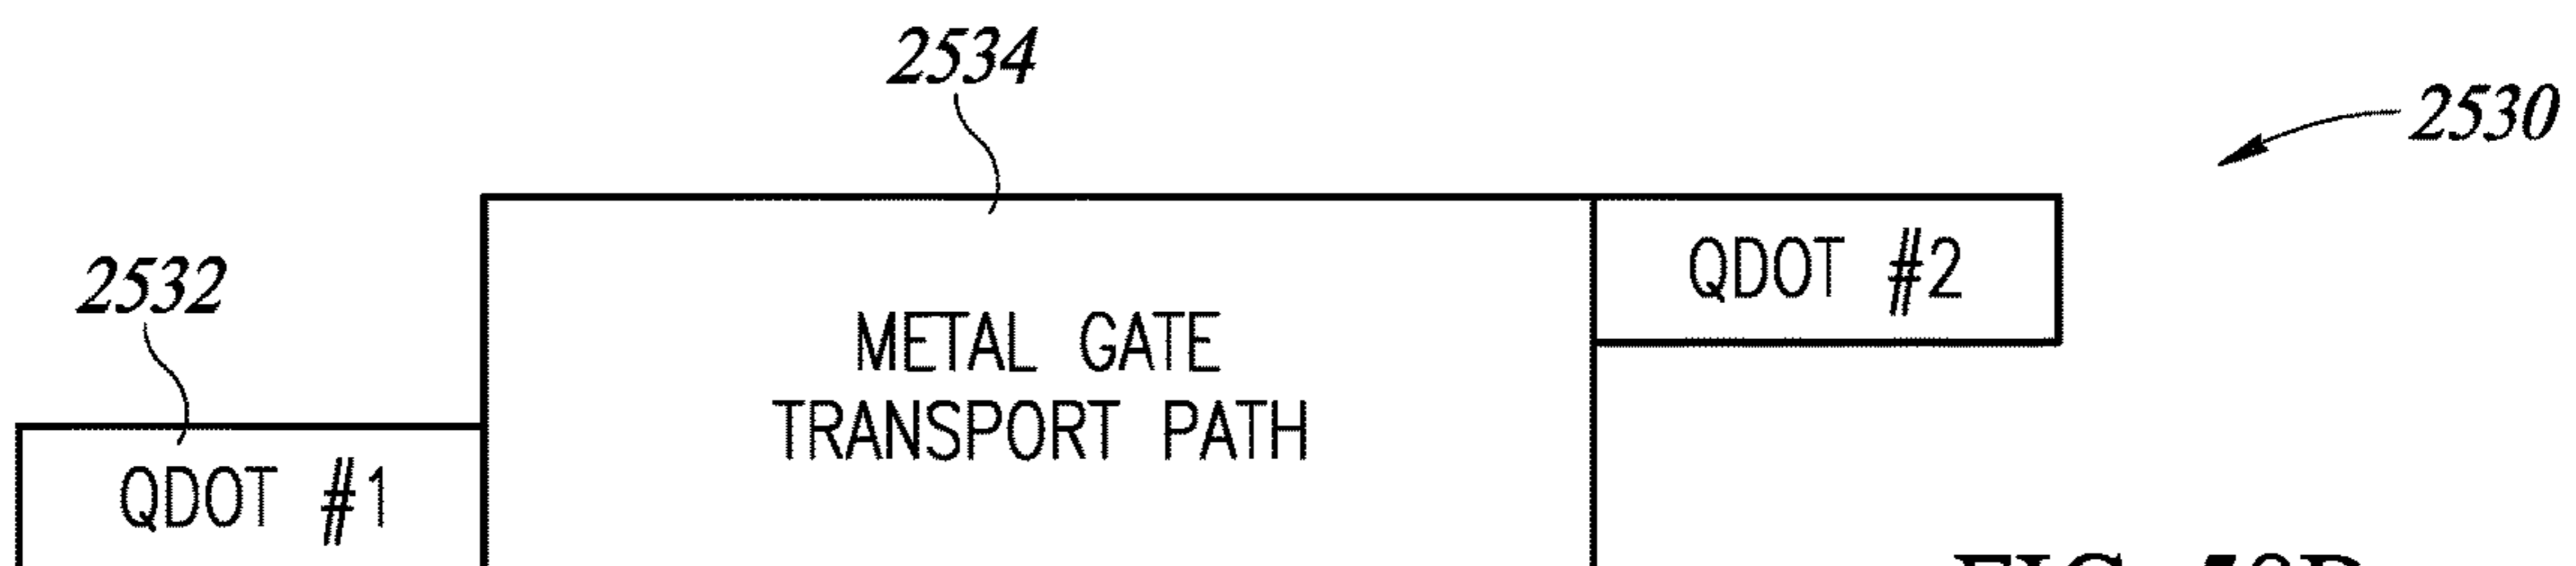 2534
2530
QDOT #2
2532
METAL GATE
TRANSPORT PATH
QDOT #1